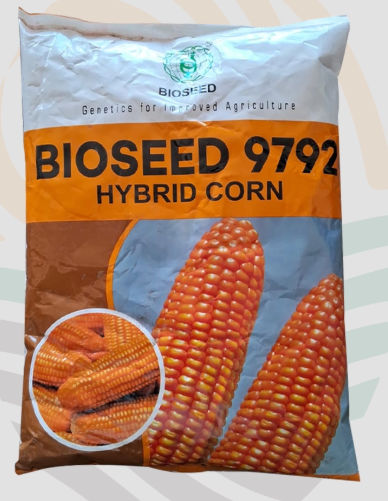 BIOSEED
Genetics for Improved Agriculture
BIOSEED 9792
HYBRID CORN